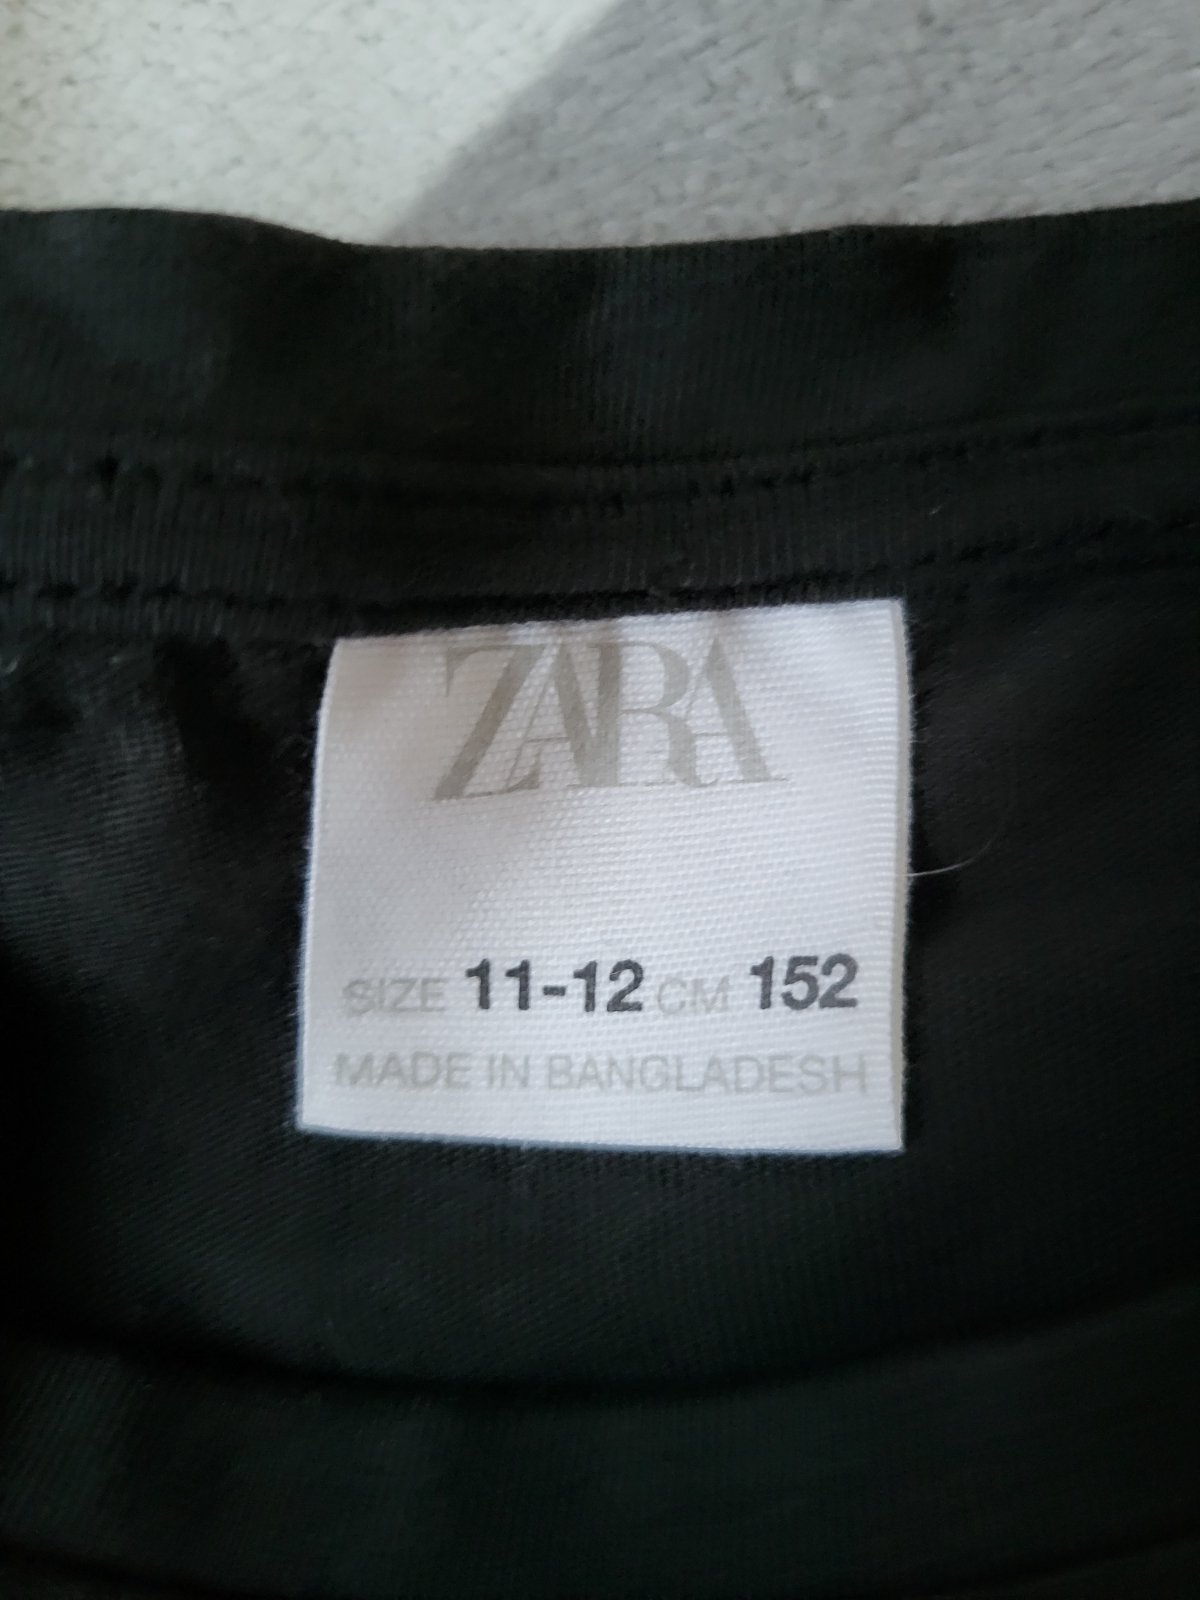 ZARA
SIZE 11-12 CM 152
MADE IN BANGLADESH